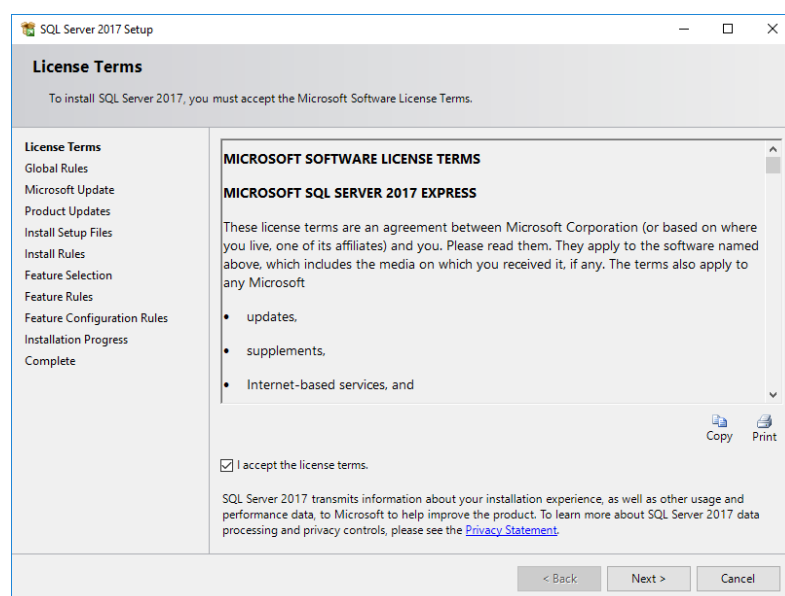 SQL Server 2017 Setup
License Terms
To install SQL Server 2017, you must accept the Microsoft Software License Terms.
License Terms
Global Rules
Microsoft Update
Product Updates
Install Setup Files
Install Rules
Feature Selection
Feature Rules
Feature Configuration Rules
Installation Progress
Complete
MICROSOFT SOFTWARE LICENSE TERMS
MICROSOFT SQL SERVER 2017 EXPRESS
These license terms are an agreement between Microsoft Corporation (or based on where
you live, one of its affiliates) and you. Please read them. They apply to the software named
above, which includes the media on which you received it, if any. The terms also apply to
any Microsoft
• updates,
• supplements,
• Internet-based services, and
Copy Print
I accept the license terms.
SQL Server 2017 transmits information about your installation experience, as well as other usage and
performance data, to Microsoft to help improve the product. To learn more about SQL Server 2017 data
processing and privacy controls, please see the Privacy Statement.
< Back Next > Cancel